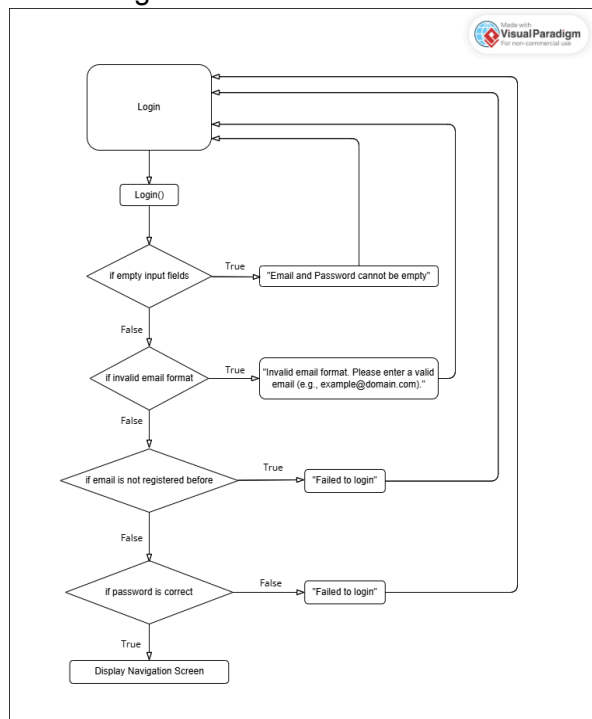 Made with
Visual Paradigm
For non-commercial use
Login
Login()
if empty input fields
True
"Email and Password cannot be empty"
False
if invalid email format
True
"Invalid email format. Please enter a valid
email (e.g., example@domain.com)."
False
if email is not registered before
True
"Failed to login"
False
if password is correct
False
"Failed to login"
True
Display Navigation Screen